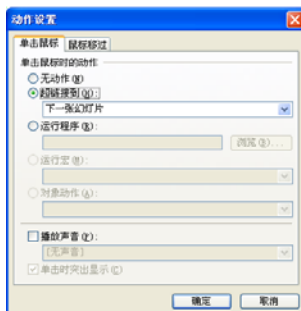 动作设置
单击鼠标 鼠标移过
单击鼠标时的动作
无动作(N)
超链接到(H):
下一张幻灯片
运行程序(R):
浏览(B)...
运行宏(M):
对象动作(A):
播放声音(P):
[无声音]
单击时突出显示(C)
确定 取消